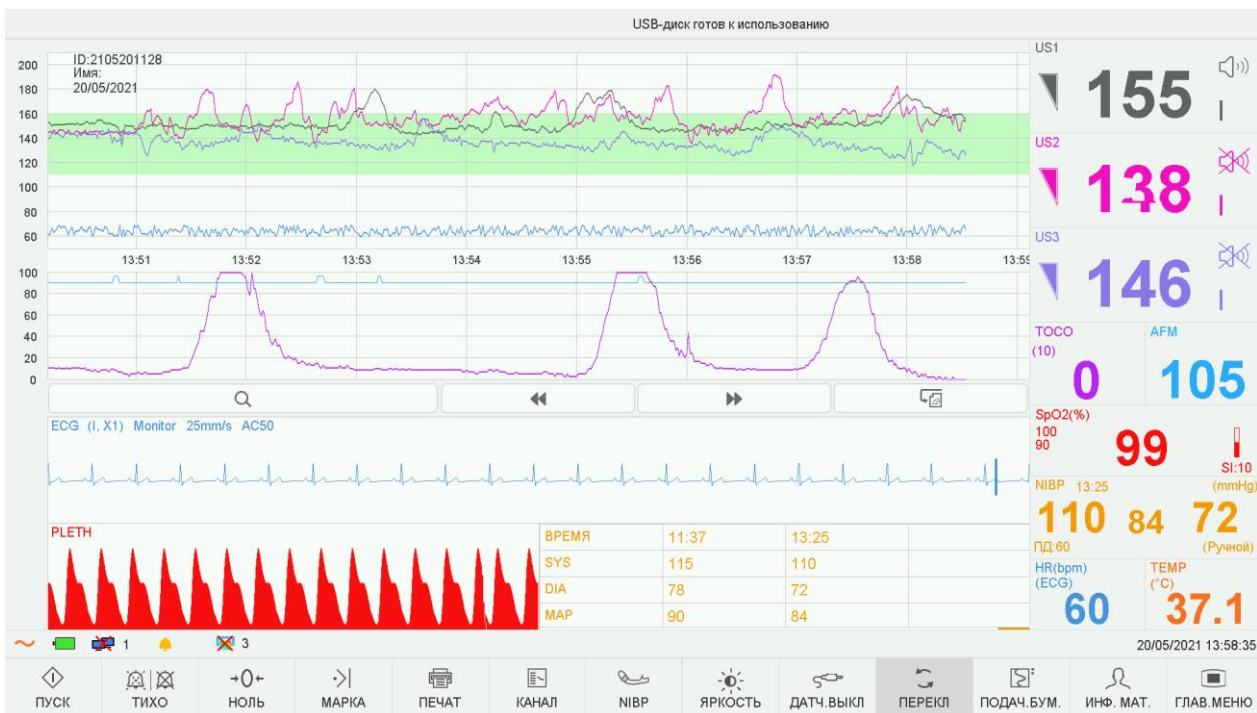 USB-диск готов к использованию
ID:2105201128
Имя:
20/05/2021
200
180
160
140
120
100
80
60
13:51 13:52 13:53 13:54 13:55 13:56 13:57 13:58 13:59
100
80
60
40
20
0
US1
155
US2
138
US3
146
TOCO
(10)
0
AFM
105
SpO2(%)
100
90
99
SI:10
NIBP 13:25 (mmHg)
110 84 72
ПД:60 (Ручной)
HR(bpm)
(ECG)
60
TEMP
(°C)
37.1
ECG (I, X1) Monitor 25mm/s AC50
PLETH
ВРЕМЯ 11:37 13:25
SYS 115 110
DIA 78 72
MAP 90 84
1
3
20/05/2021 13:58:35
ПУСК ТИХО НОЛЬ МАРКА ПЕЧАТ КАНАЛ NIBP ЯРКОСТЬ ДАТЧ.ВЫКЛ ПЕРЕКЛ ПОДАЧ.БУМ. ИНФ. МАТ. ГЛАВ.МЕНЮ